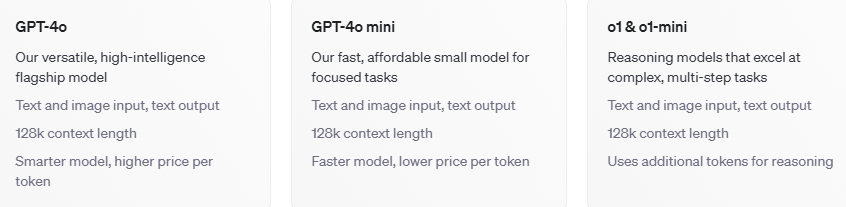 GPT-4o
Our versatile, high-intelligence
flagship model
Text and image input, text output
128k context length
Smarter model, higher price per
token
GPT-4o mini
Our fast, affordable small model for
focused tasks
Text and image input, text output
128k context length
Faster model, lower price per token
o1 & o1-mini
Reasoning models that excel at
complex, multi-step tasks
Text and image input, text output
128k context length
Uses additional tokens for reasoning